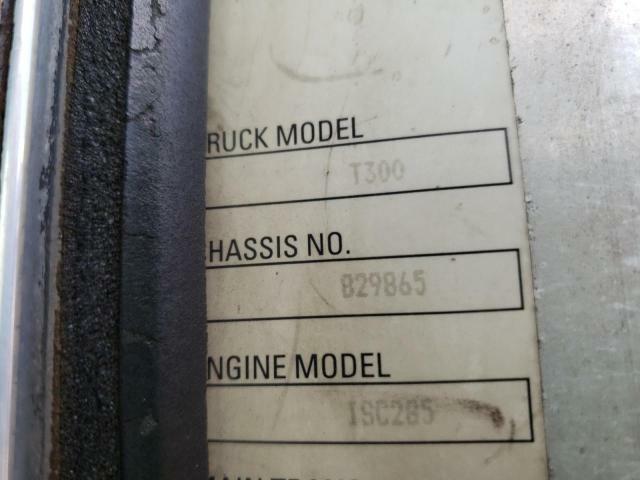 RUCK MODEL
T300
HASSIS NO.
829865
NGINE MODEL
ISC285